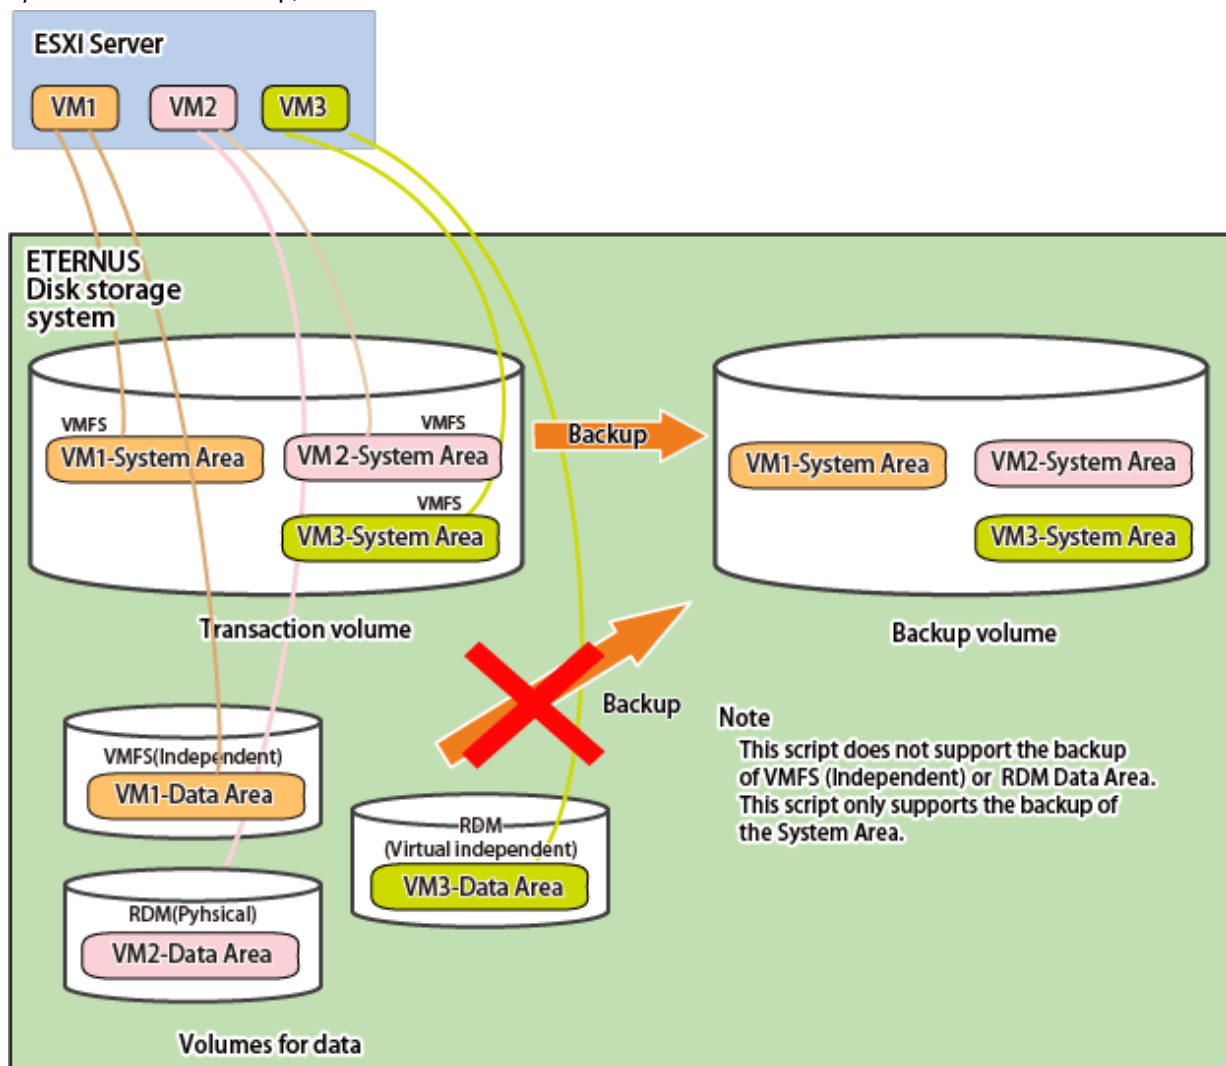 ESXI Server
VM1
VM2
VM3
ETERNUS
Disk storage
system
VMFS
VM1-System Area
VMFS
VM2-System Area
VMFS
VM3-System Area
Backup
VM1-System Area
VM2-System Area
VM3-System Area
Transaction volume
Backup volume
Backup
Note
This script does not support the backup
of VMFS (Independent) or RDM Data Area.
This script only supports the backup of
the System Area.
VMFS(Independent)
VM1-Data Area
RDM
(Virtual independent)
VM3-Data Area
RDM(Pyhsical)
VM2-Data Area
Volumes for data